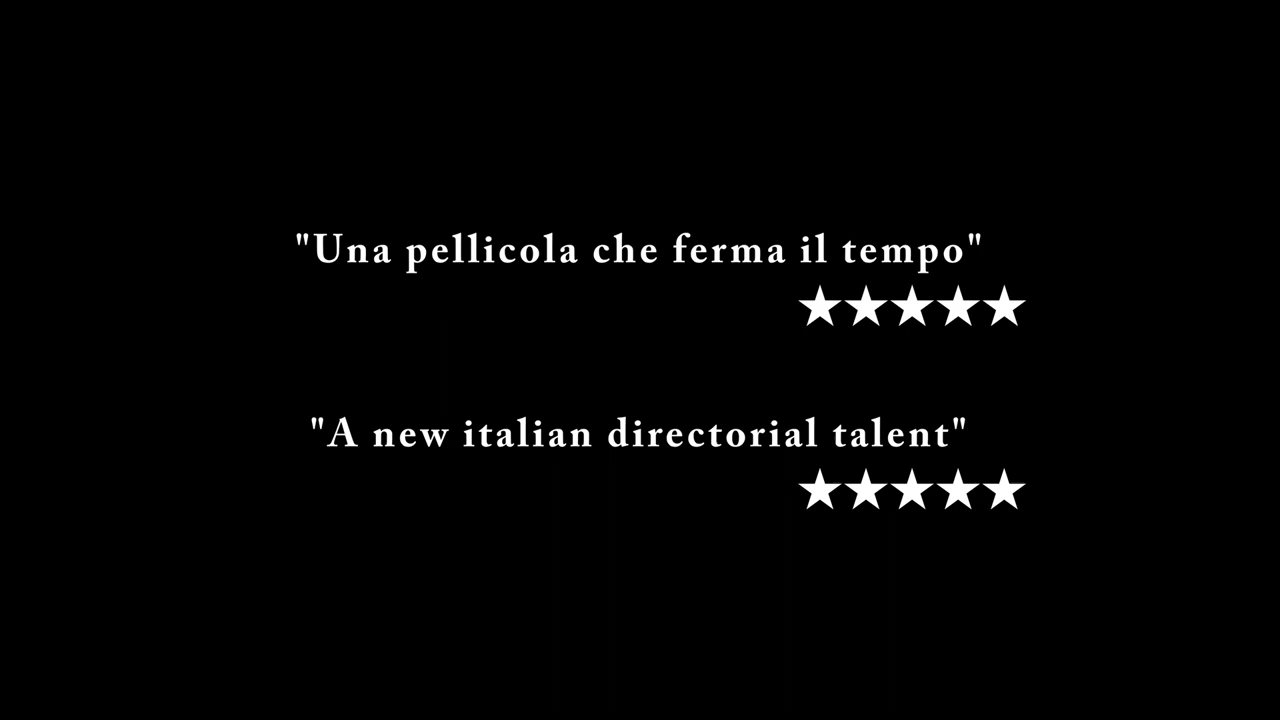 "Una pellicola che ferma il tempo"
★★★★★
"A new italian directorial talent"
★★★★★